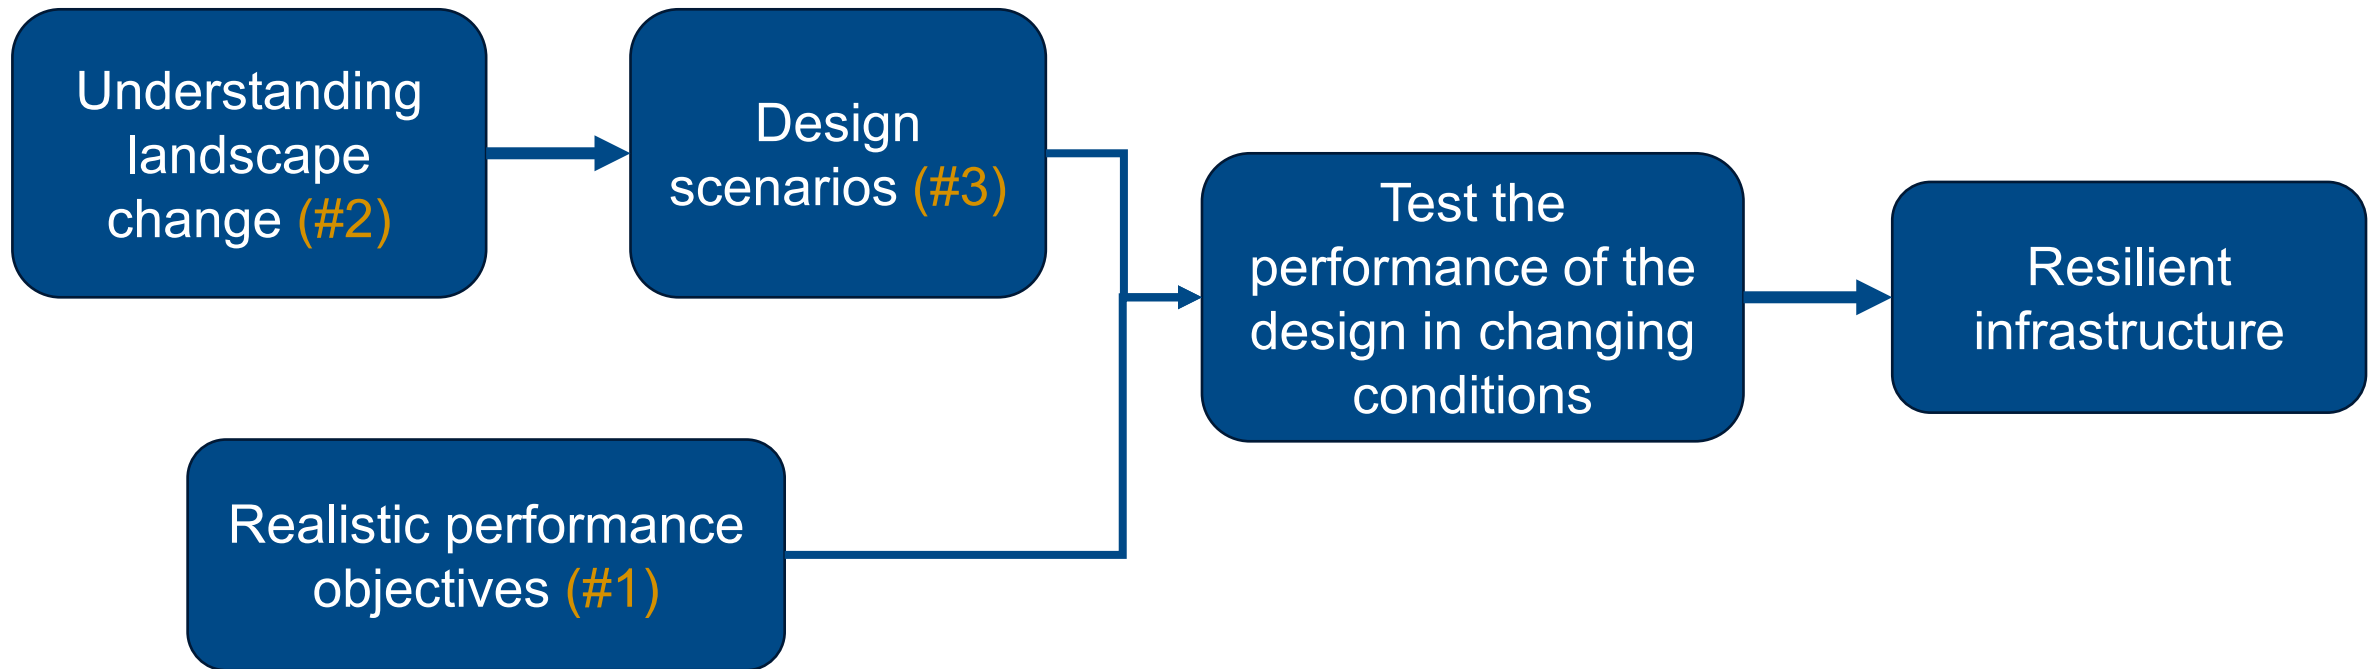 Understanding
landscape
change (#2)
Design
scenarios (#3)
Test the
performance of the
design in changing
conditions
Resilient
infrastructure
Realistic performance
objectives (#1)